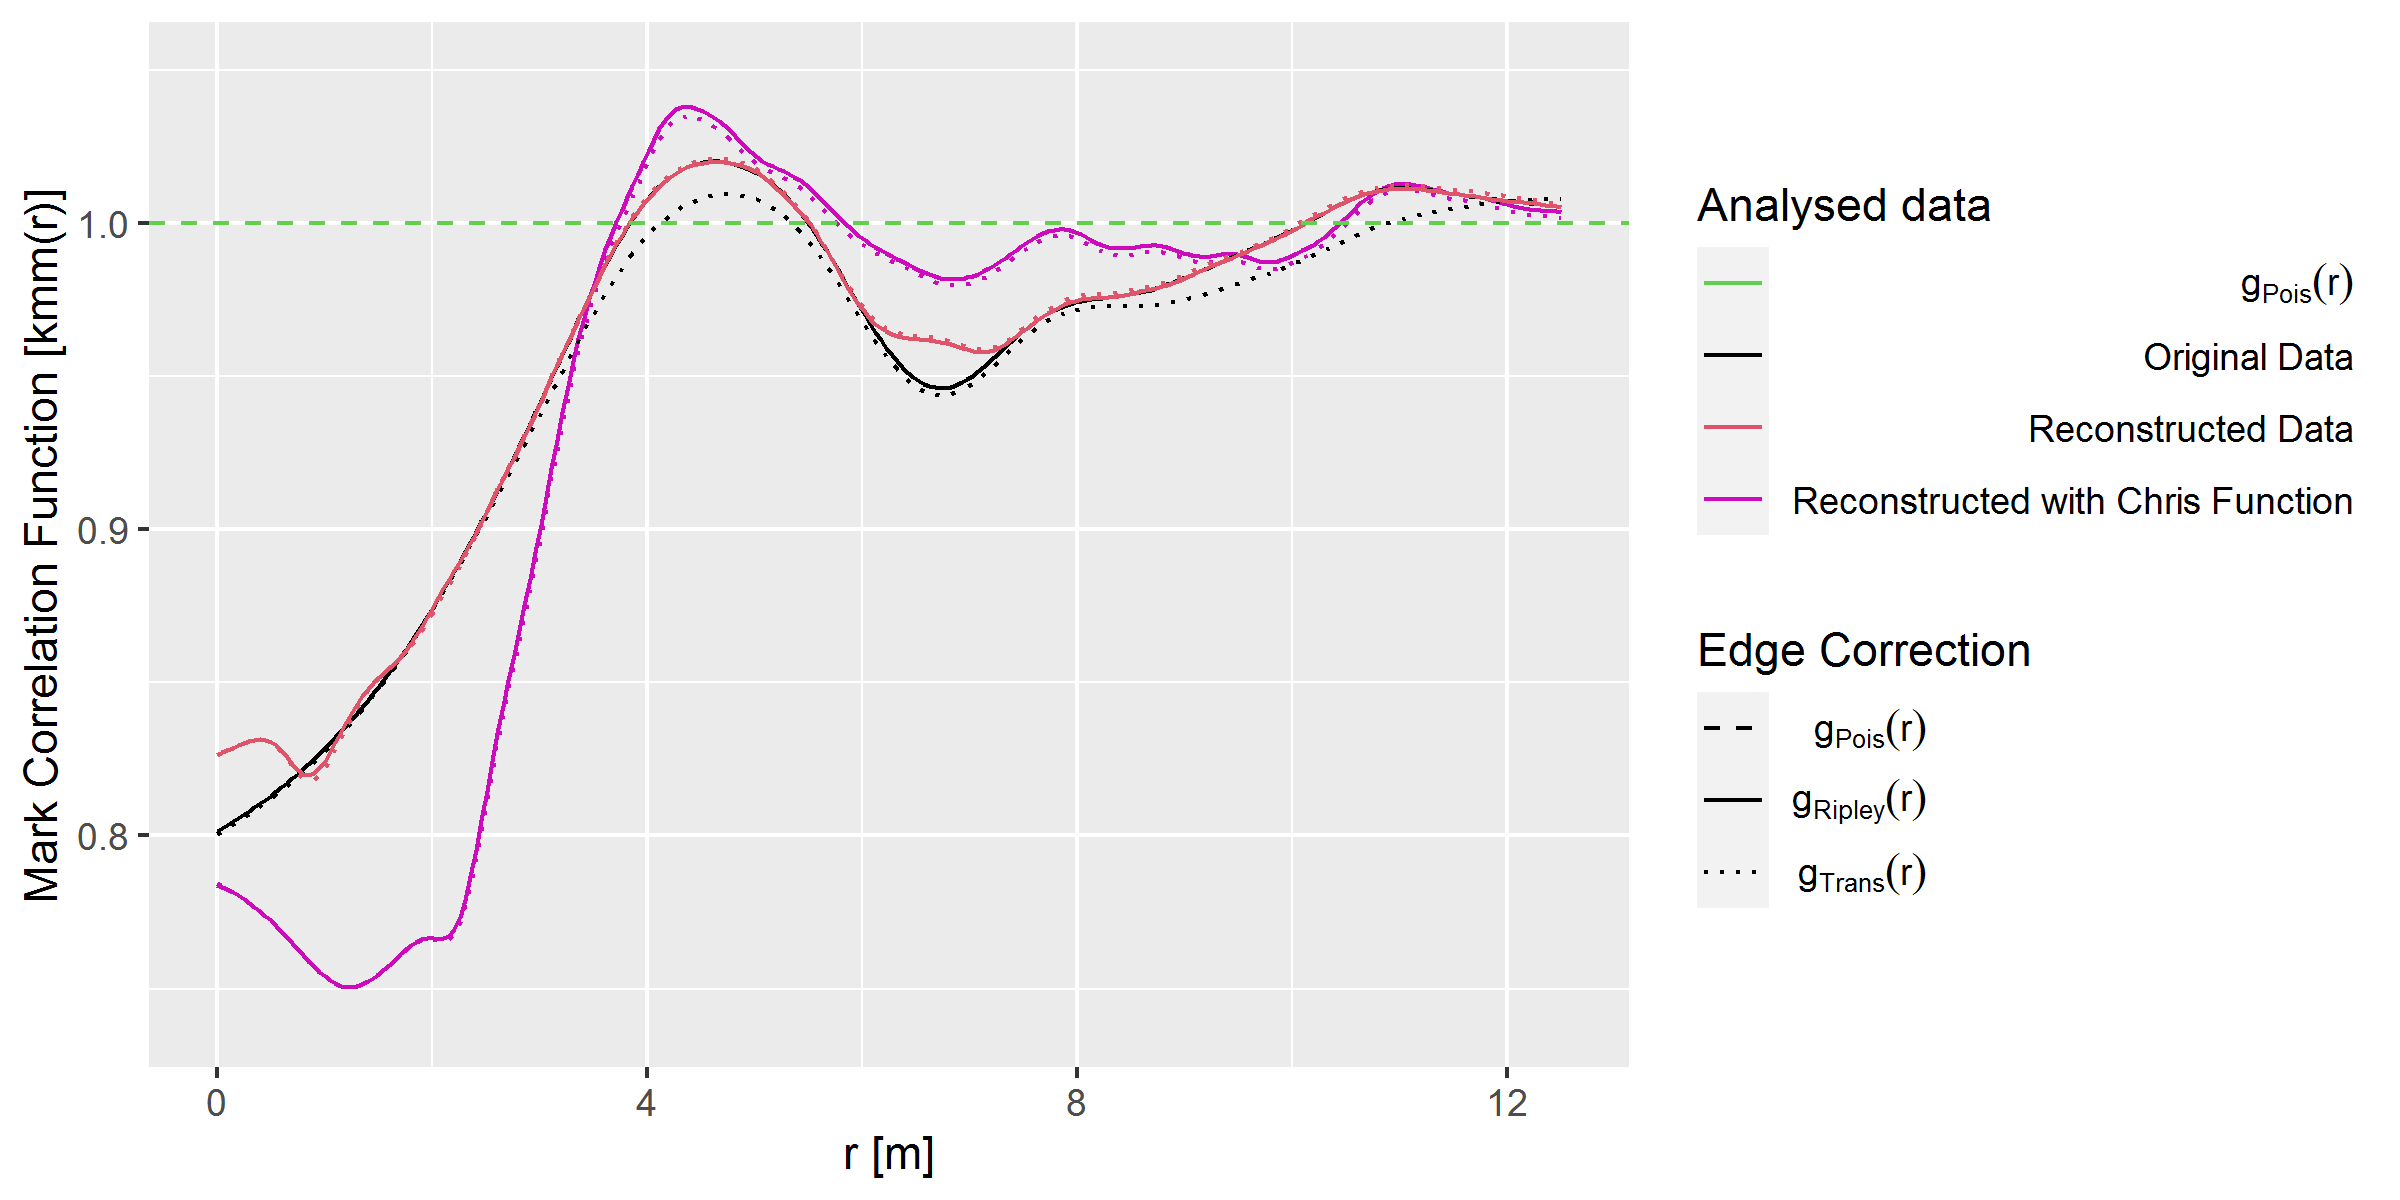 Mark Correlation Function [kmm(r)]
1.0
0.9
0.8
0
4
8
12
r [m]
Analysed data
gPois(r)
Original Data
Reconstructed Data
Reconstructed with Chris Function
Edge Correction
gPois(r)
gRipley(r)
gTrans(r)